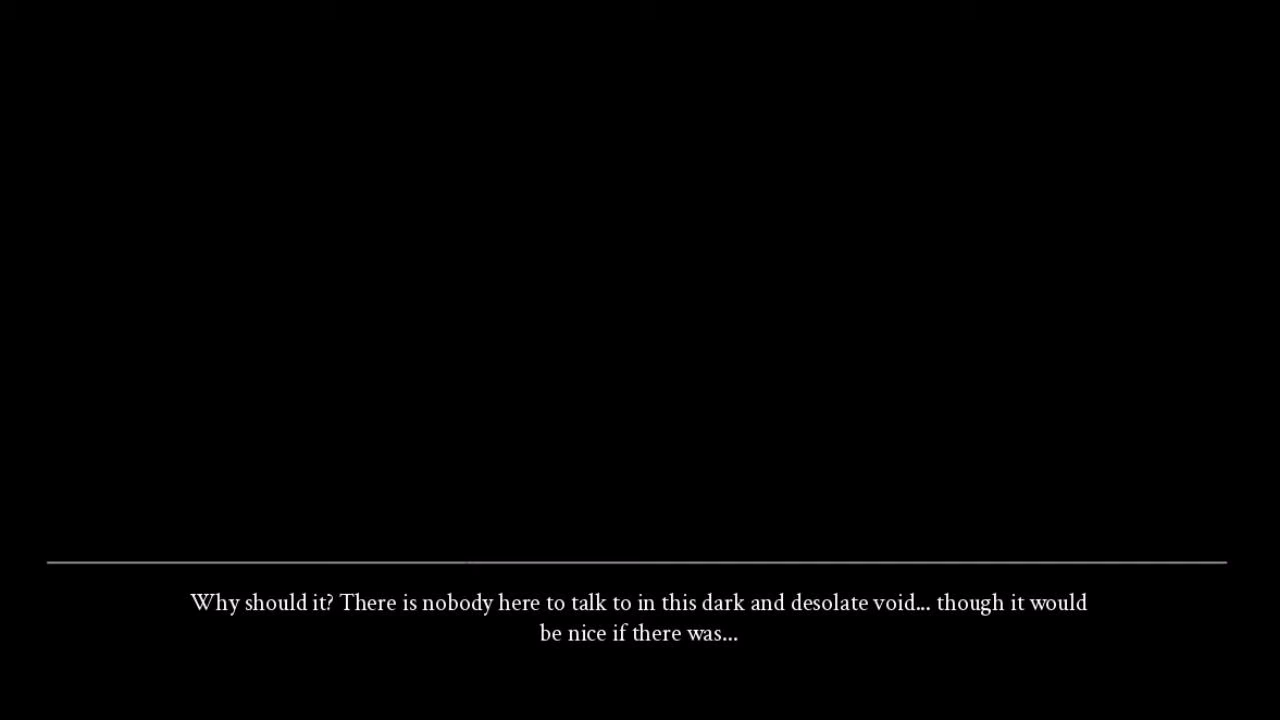 Why should it? There is nobody here to talk to in this dark and desolate void... though it would
be nice if there was...